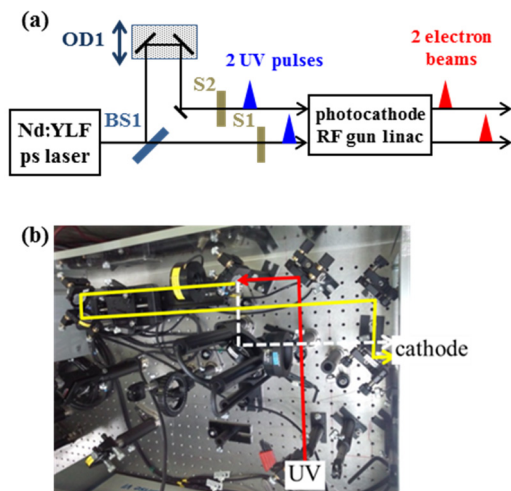 (a)
OD1
BS1
S2
S1
2 UV pulses
2 electron
beams
Nd:YLF
ps laser
photocathode
RF gun linac
(b)
cathode
UV